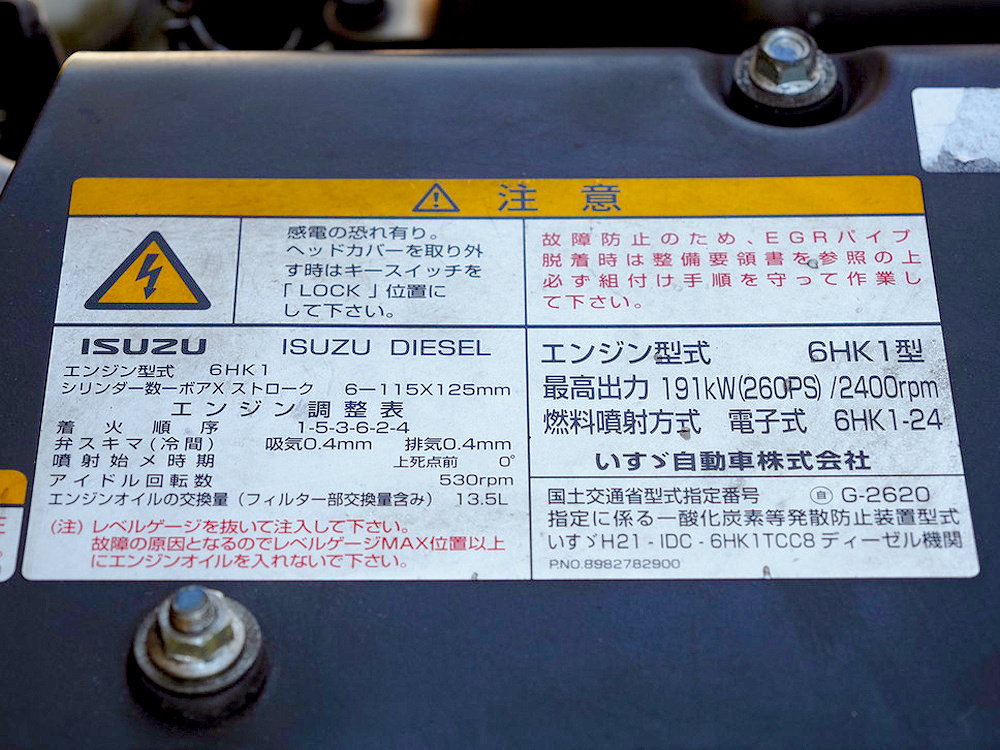 注意
感電の恐れ有り。
ヘッドカバーを取り外
す時はキースイッチを
「LOCK」位置に
して下さい。
故障防止のため、EGRパイプ
脱着時は整備要領書を参照の上
必ず組付け手順を守って作業し
て下さい。
ISUZU ISUZU DIESEL
エンジン型式 6HK1
シリンダー数ーボアXストローク 6ー115X125mm
エンジン調整表
着火順序 1-5-3-6-2-4
弁スキマ(冷間) 吸気0.4mm 排気0.4mm
噴射始メ時期 上死点前 0°
アイドル回転数 530rpm
エンジンオイルの交換量(フィルター部交換量含み) 13.5L
(注) レベルゲージを抜いて注入して下さい。
故障の原因となるのでレベルゲージMAX位置以上
にエンジンオイルを入れないで下さい。
エンジン型式 6HK1型
最高出力 191kW(260PS)/2400rpm
燃料噴射方式 電子式 6HK1-24
いすゞ自動車株式会社
国土交通省型式指定番号 ㊀自 G-2620
指定に係る一酸化炭素等発散防止装置型式
いすゞH21-IDC-6HK1TCC8 ディーゼル機関
P.NO.8982782900